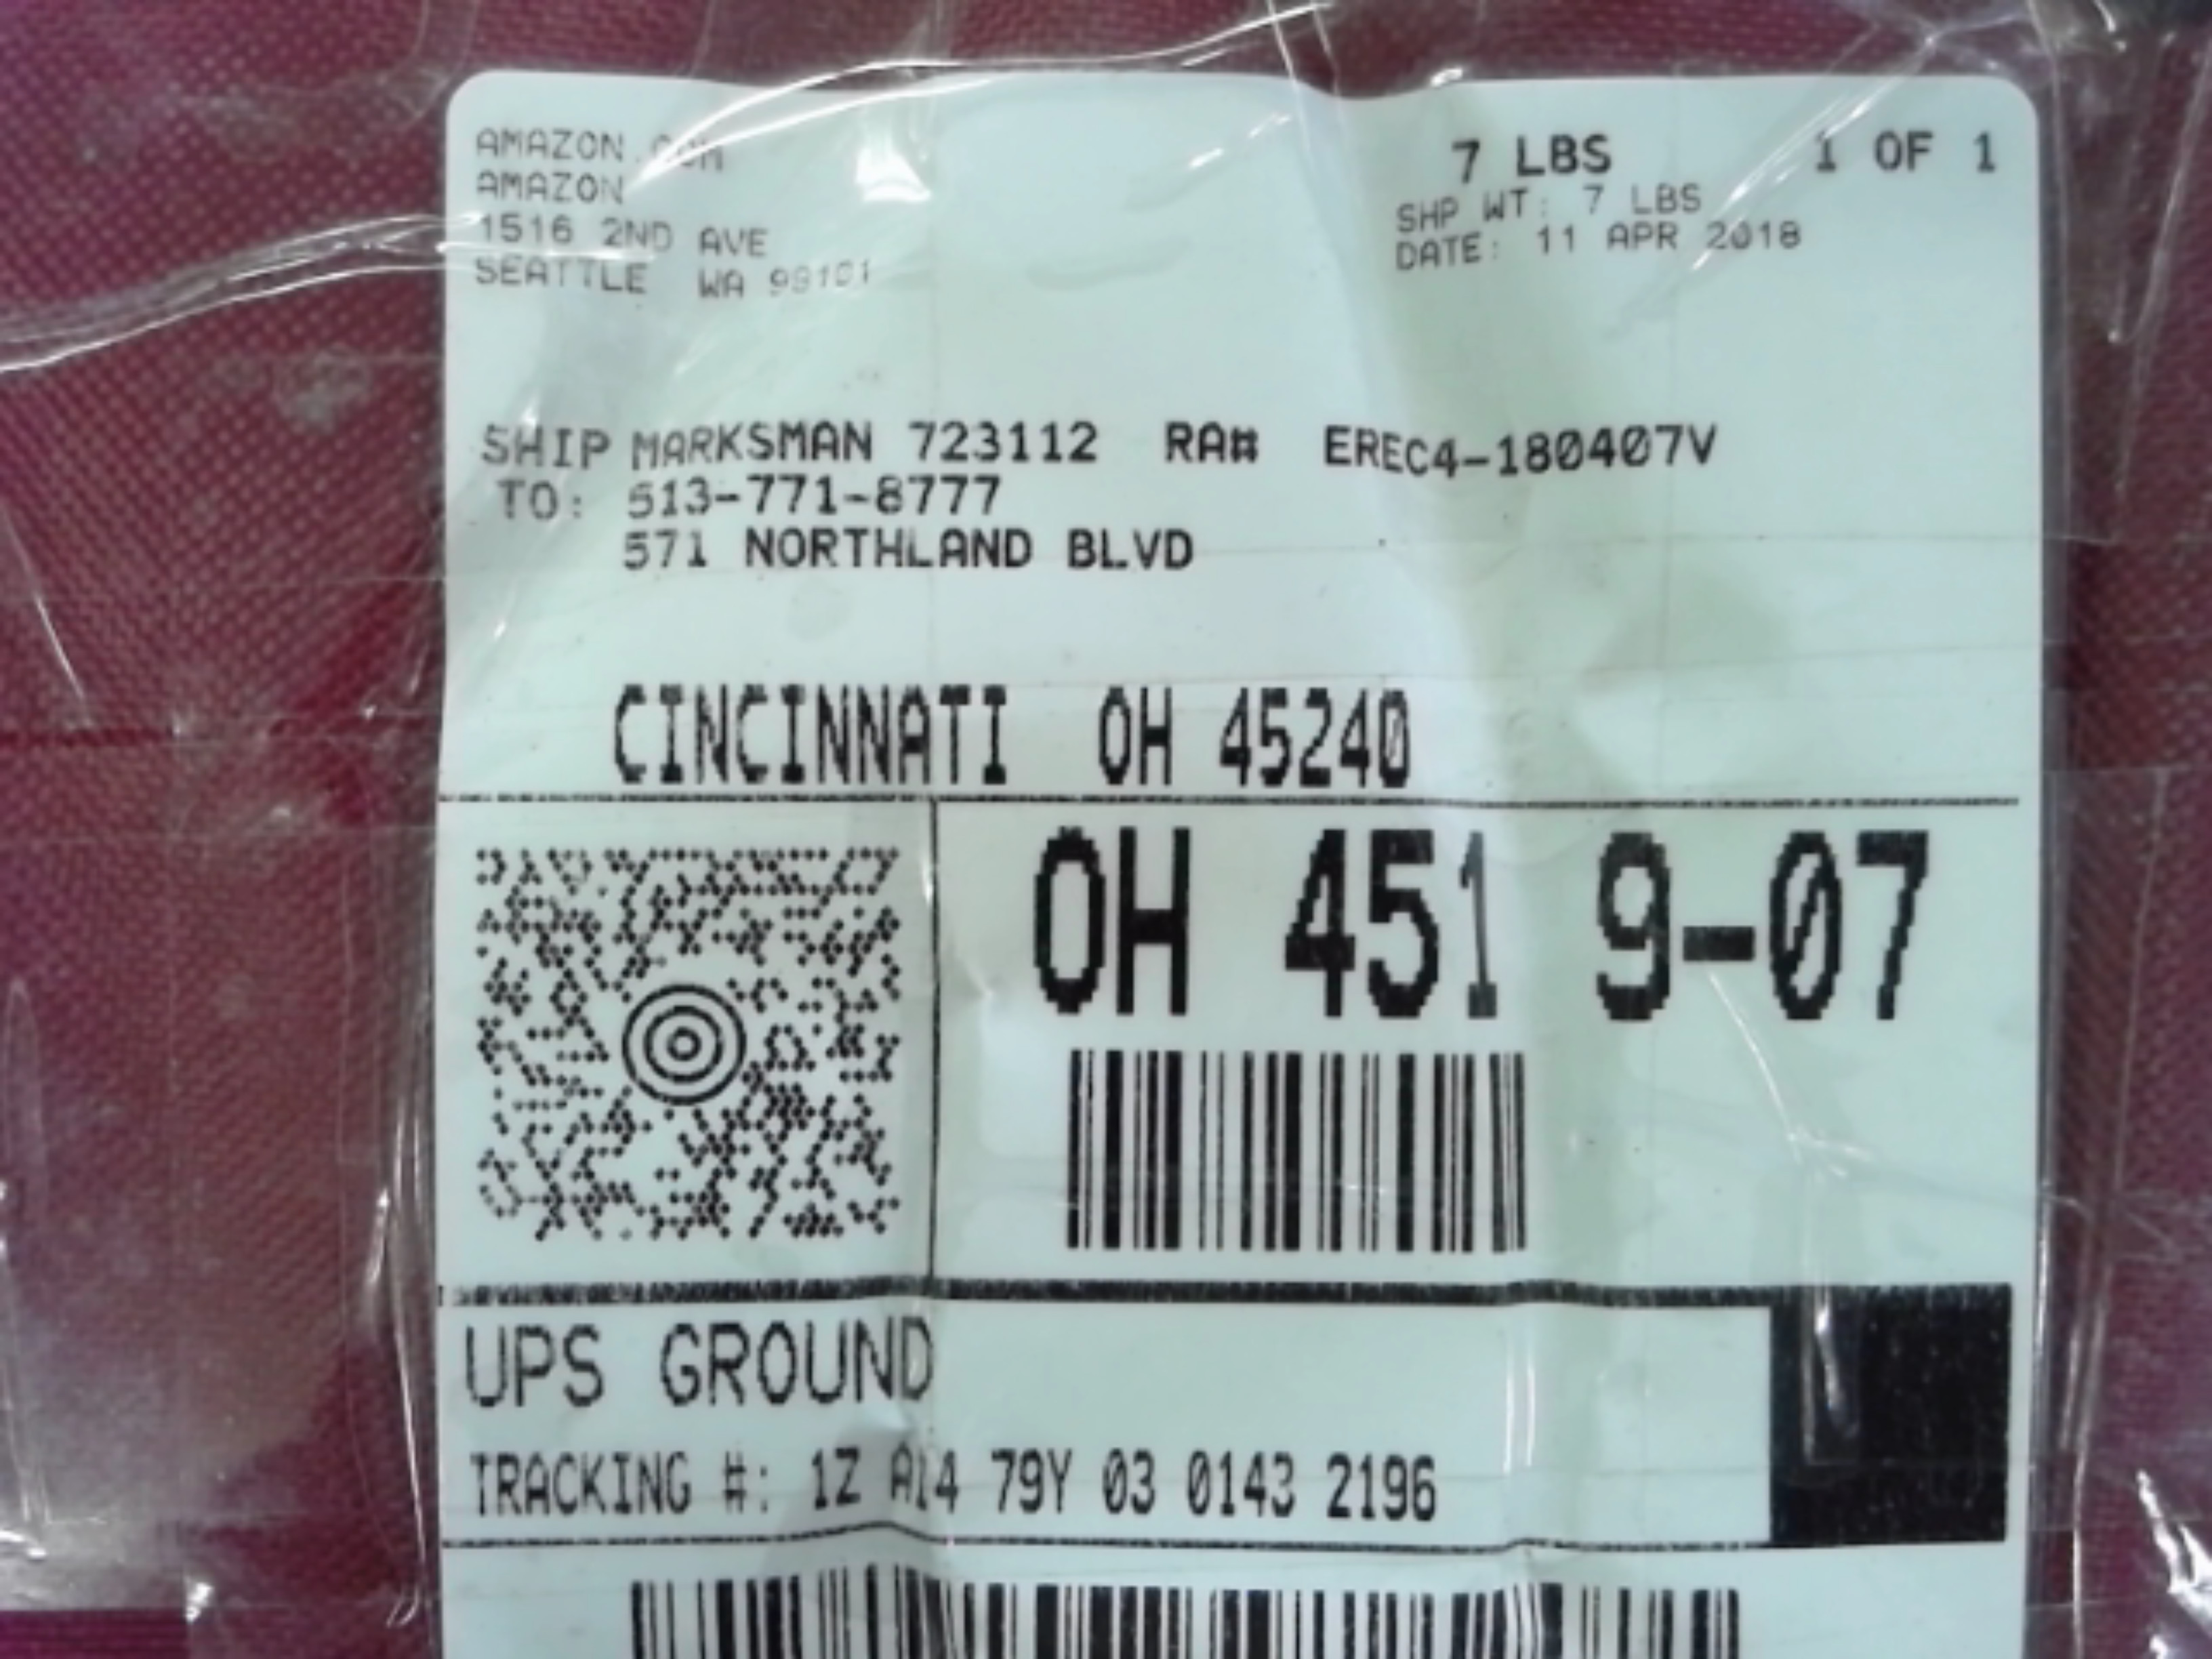 AMAZON.COM
AMAZON
1516 2ND AVE
SEATTLE WA 98101
7 LBS 1 OF 1
SHP WT: 7 LBS
DATE: 11 APR 2018
SHIP MARKSMAN 723112 RA# EREC4-180407V
TO: 513-771-8777
571 NORTHLAND BLVD
CINCINNATI OH 45240
OH 451 9-07
UPS GROUND
TRACKING #: 1Z A14 79Y 03 0143 2196